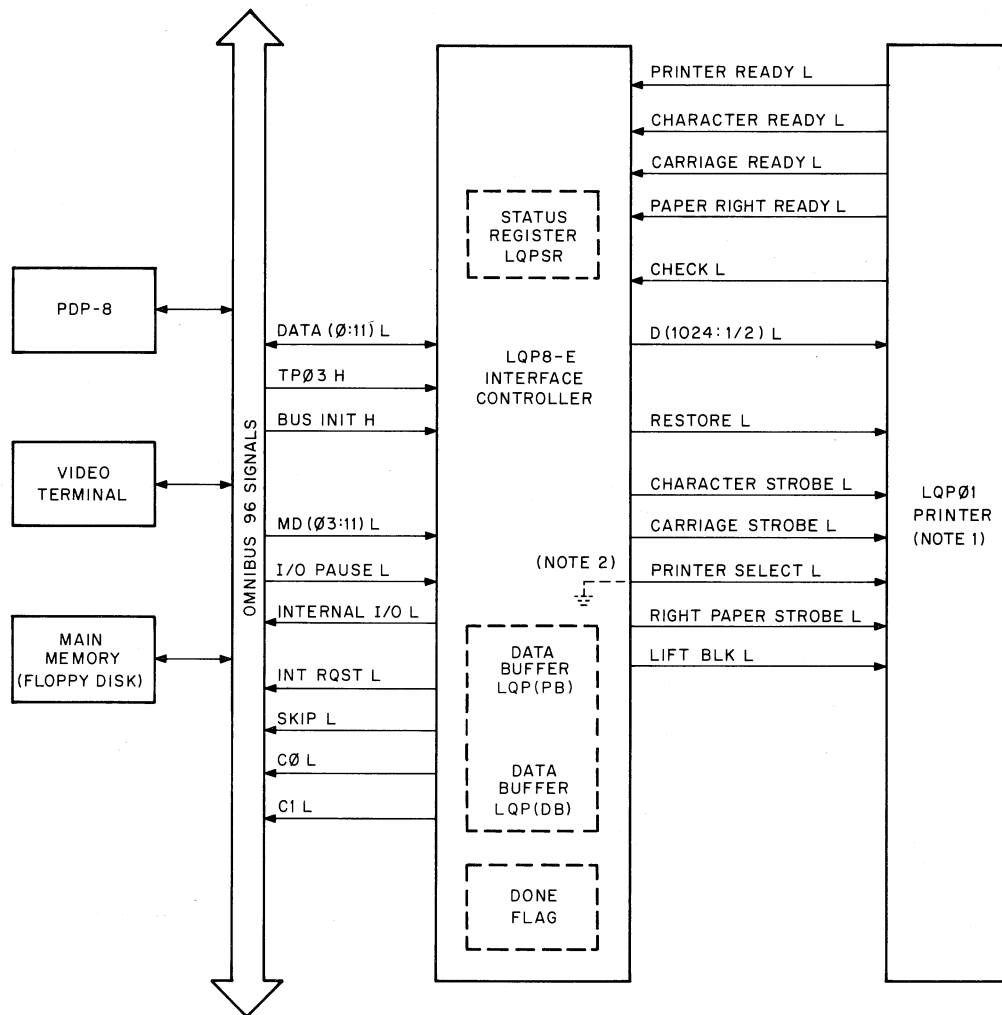 PDP-8
VIDEO
TERMINAL
MAIN
MEMORY
(FLOPPY DISK)
OMNIBUS 96 SIGNALS
DATA (Ø:11) L
TPØ3 H
BUS INIT H
MD (Ø3:11) L
I/O PAUSE L
INTERNAL I/O L
INT RQST L
SKIP L
CØ L
C1 L
STATUS
REGISTER
LQPSR
LQP8-E
INTERFACE
CONTROLLER
(NOTE 2)
DATA
BUFFER
LQP(PB)
DATA
BUFFER
LQP(DB)
DONE
FLAG
PRINTER READY L
CHARACTER READY L
CARRIAGE READY L
PAPER RIGHT READY L
CHECK L
D(1024:1/2) L
RESTORE L
CHARACTER STROBE L
CARRIAGE STROBE L
PRINTER SELECT L
RIGHT PAPER STROBE L
LIFT BLK L
LQPØ1
PRINTER
(NOTE 1)